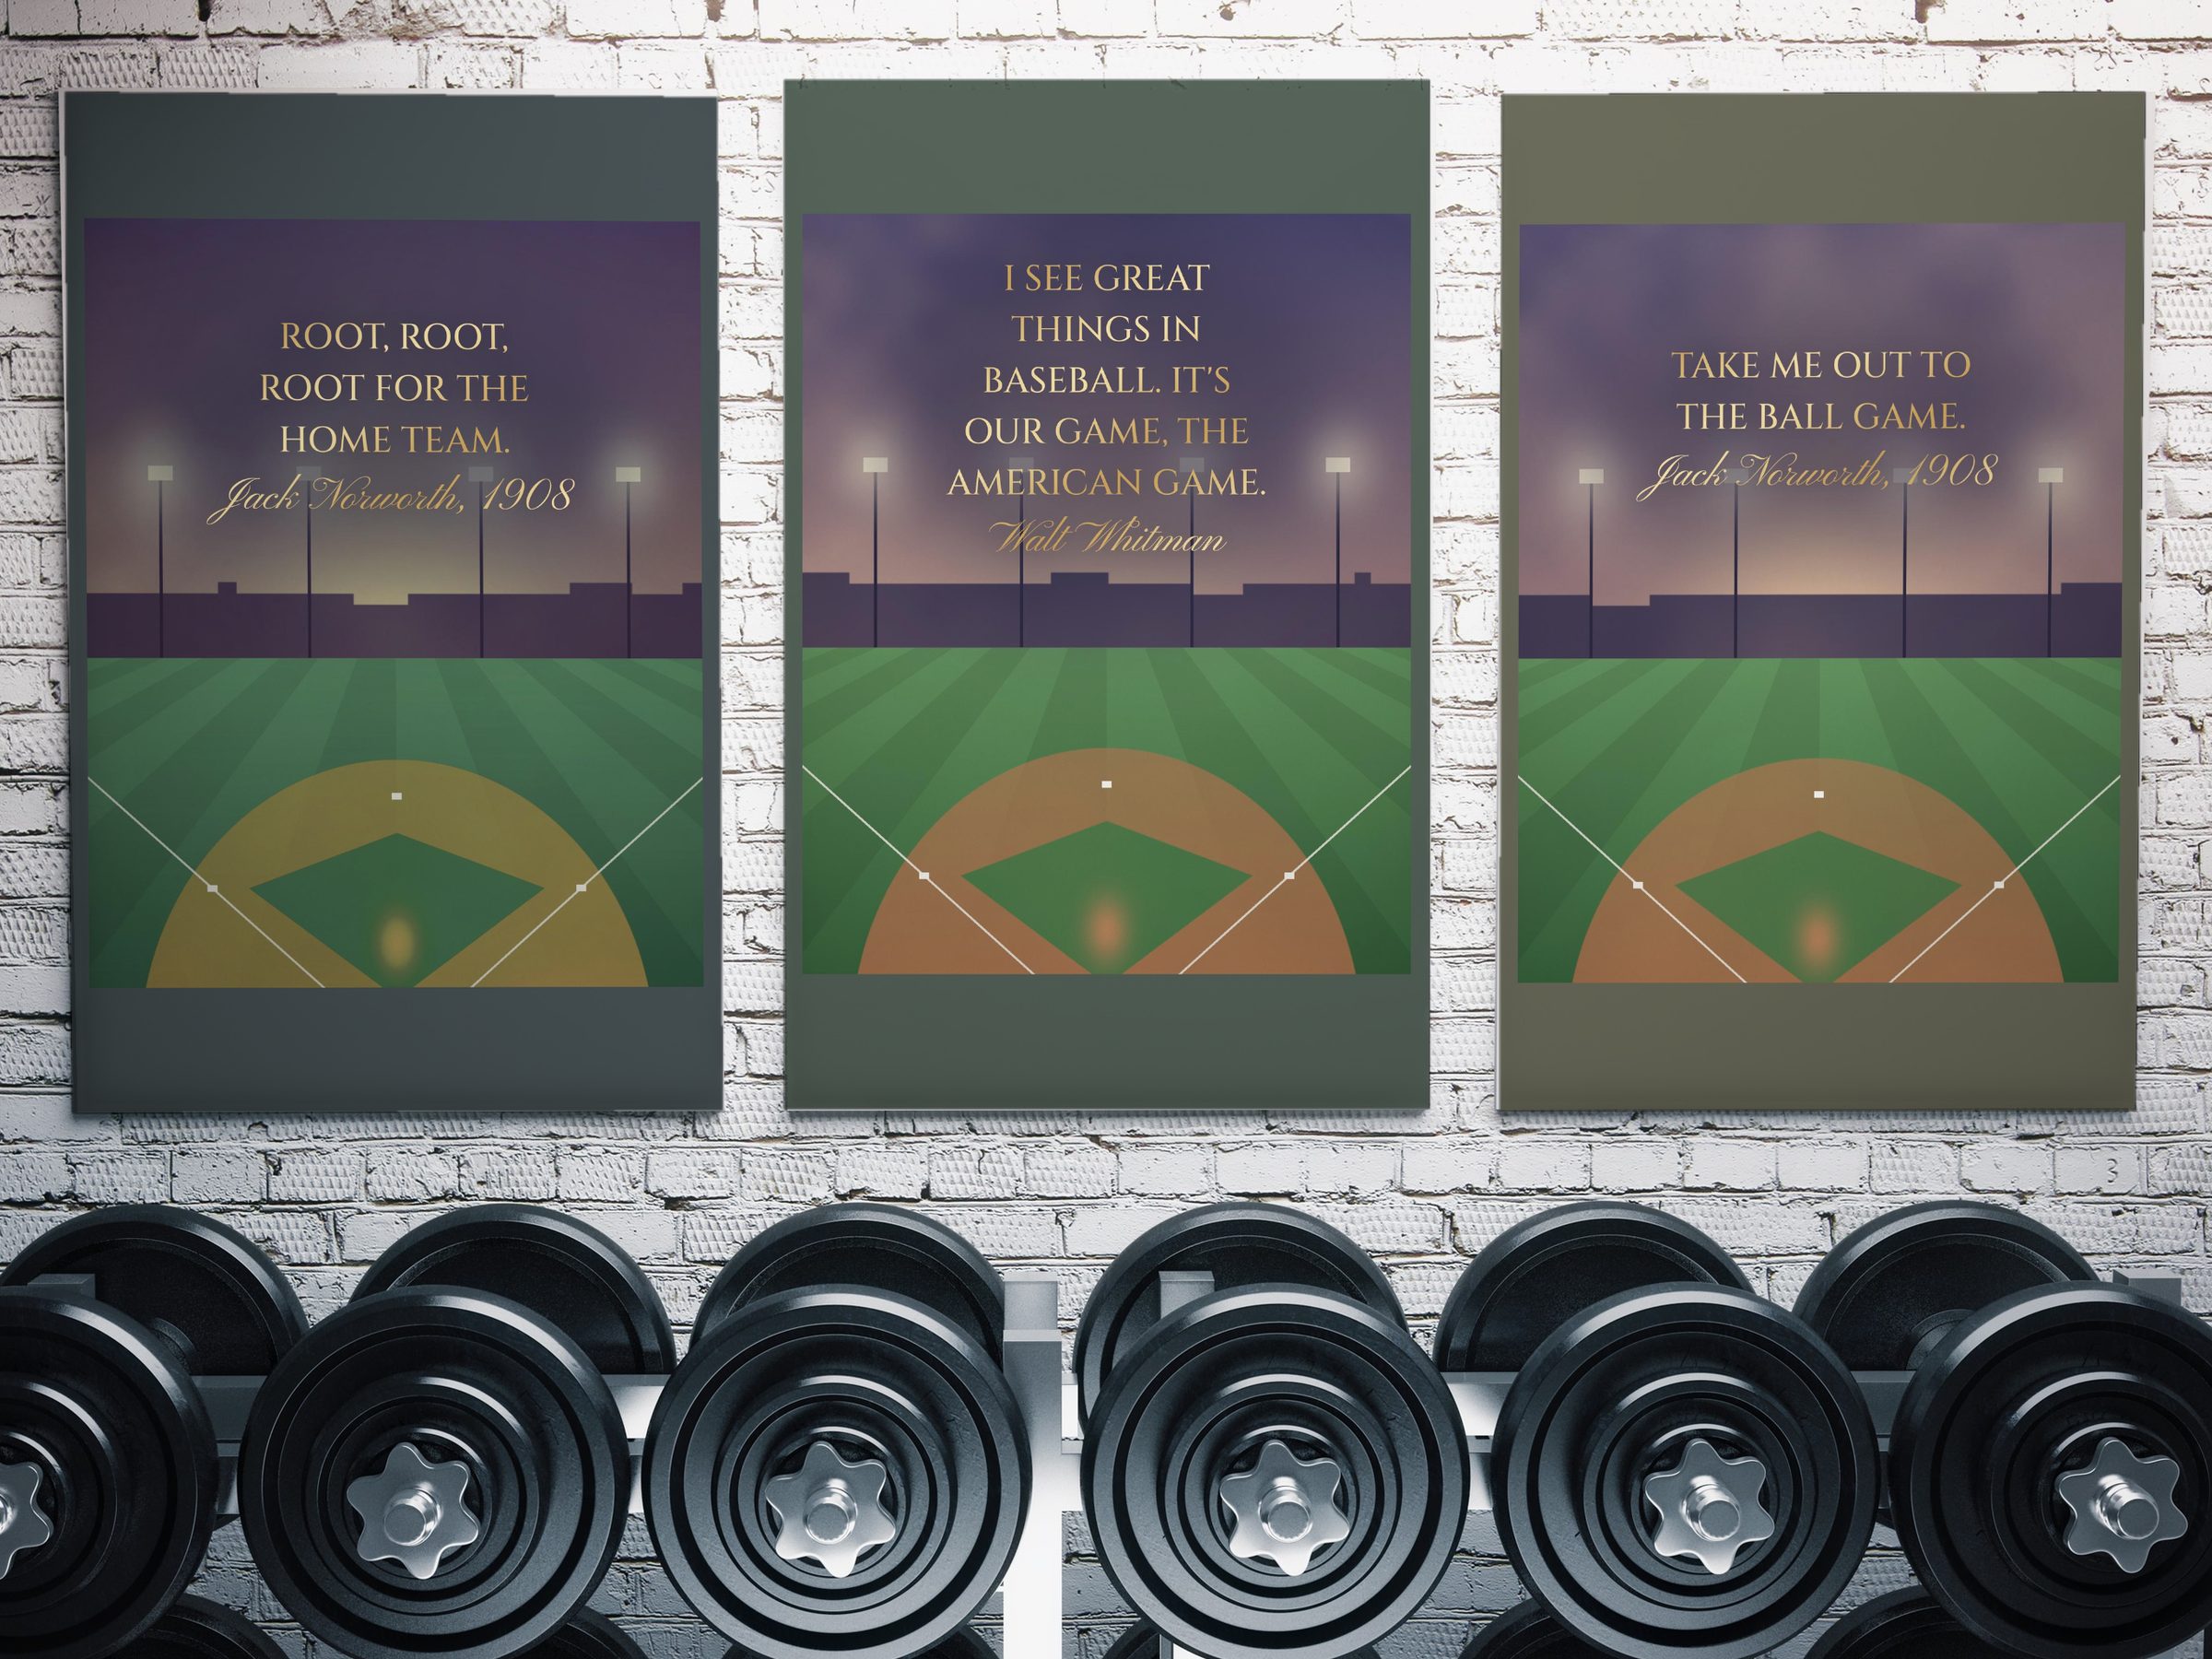 ROOT, ROOT,
ROOT FOR THE
HOME TEAM.
Jack Norworth, 1908
I SEE GREAT
THINGS IN
BASEBALL. IT'S
OUR GAME, THE
AMERICAN GAME.
Walt Whitman
TAKE ME OUT TO
THE BALL GAME.
Jack Norworth, 1908